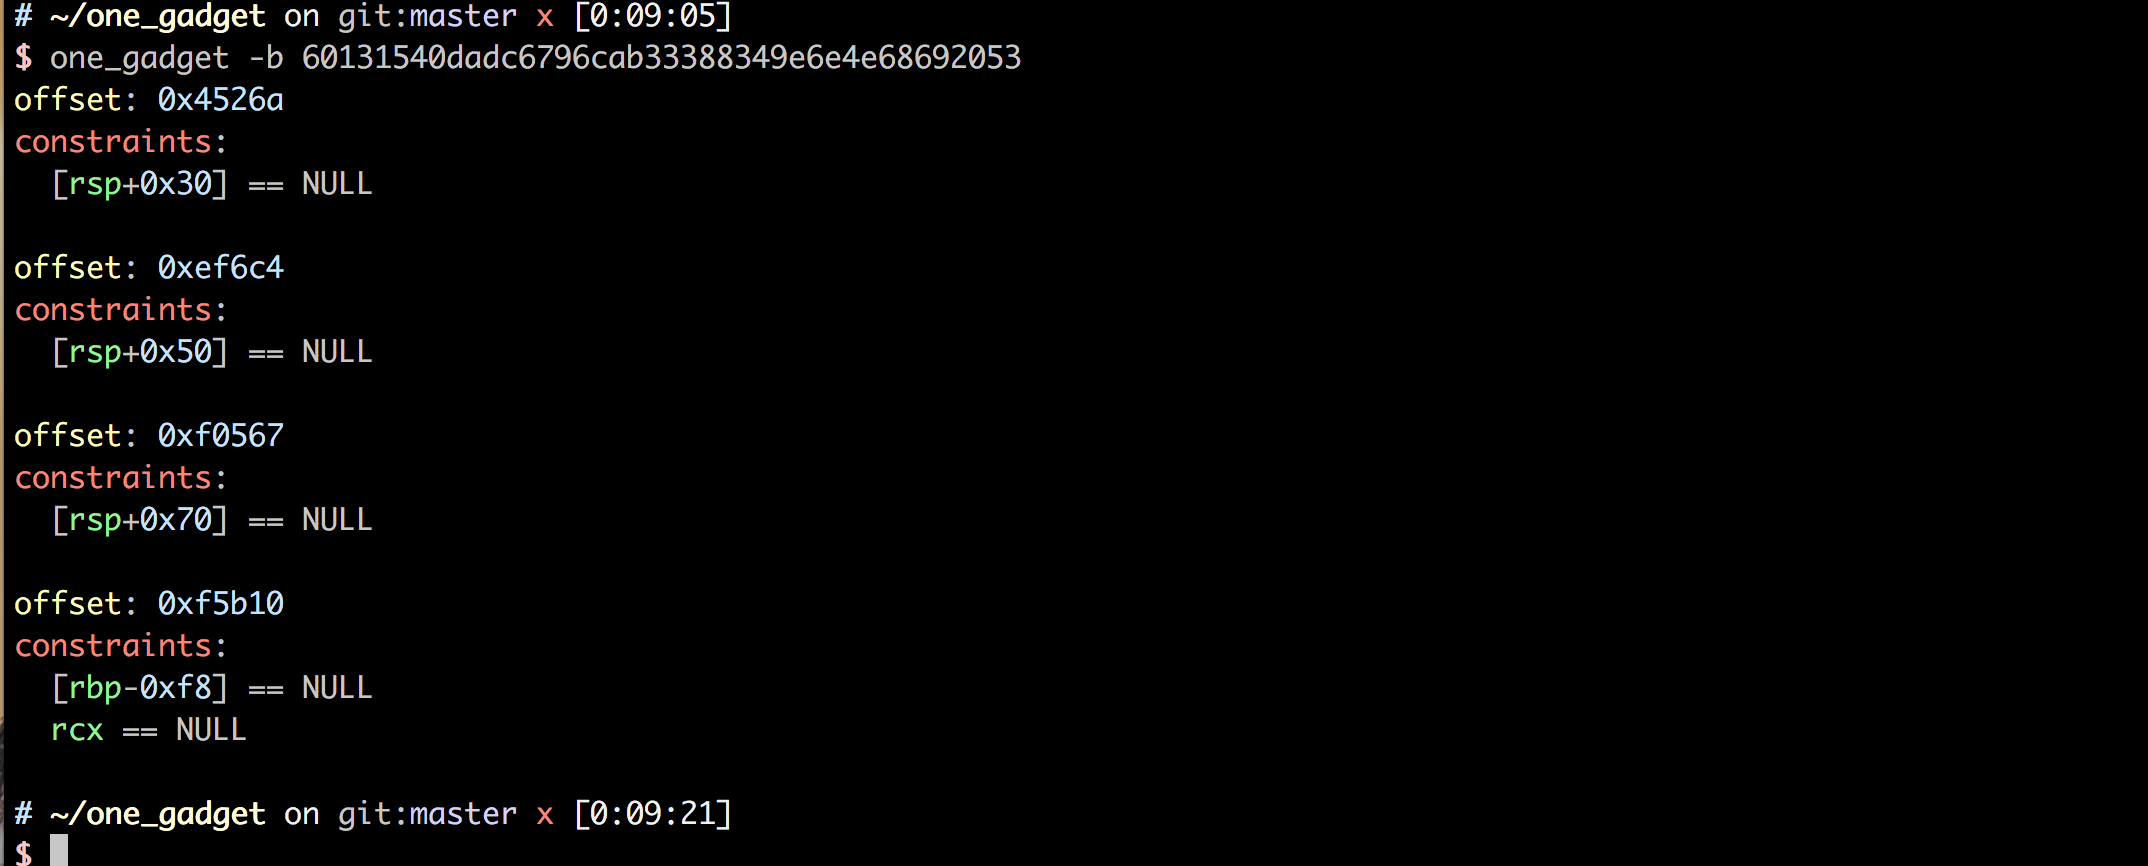 # ~/one_gadget on git:master x [0:09:05]
$ one_gadget -b 60131540dadc6796cab33388349e6e4e68692053
offset: 0x4526a
constraints:
  [rsp+0x30] == NULL

offset: 0xef6c4
constraints:
  [rsp+0x50] == NULL

offset: 0xf0567
constraints:
  [rsp+0x70] == NULL

offset: 0xf5b10
constraints:
  [rbp-0xf8] == NULL
  rcx == NULL

# ~/one_gadget on git:master x [0:09:21]
$